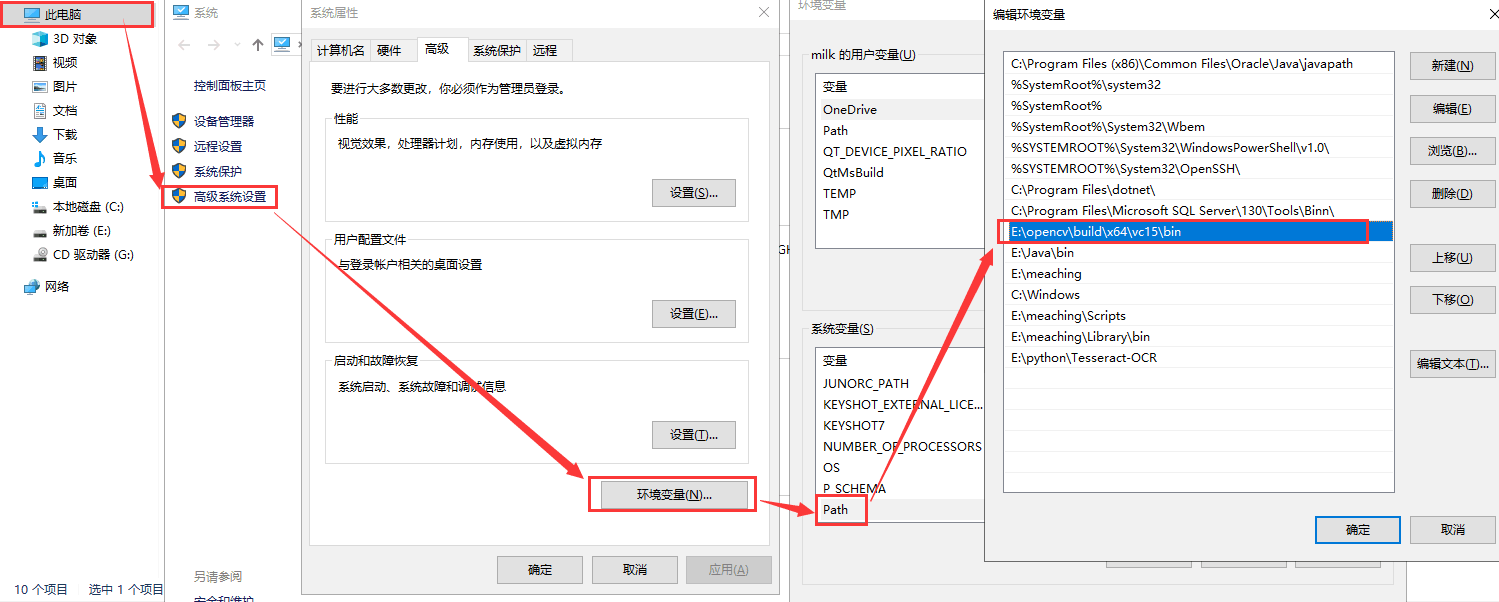 此电脑
3D 对象
视频
图片
文档
下载
音乐
桌面
本地磁盘 (C:)
新加卷 (E:)
CD 驱动器 (G:)
网络
10 个项目 选中 1 个项目
系统
控制面板主页
设备管理器
远程设置
系统保护
高级系统设置
另请参阅
安全和维护
系统属性
计算机名 硬件 高级 系统保护 远程
要进行大多数更改，你必须作为管理员登录。
性能
视觉效果，处理器计划，内存使用，以及虚拟内存
设置(S)...
用户配置文件
与登录帐户相关的桌面设置
设置(E)...
启动和故障恢复
系统启动、系统故障和调试信息
设置(T)...
环境变量(N)...
确定 取消 应用(A)
环境变量
milk 的用户变量(U)
变量
OneDrive
Path
QT_DEVICE_PIXEL_RATIO
QtMsBuild
TEMP
TMP
系统变量(S)
变量
JUNORC_PATH
KEYSHOT_EXTERNAL_LICE...
KEYSHOT7
NUMBER_OF_PROCESSORS
OS
P_SCHEMA
Path
编辑环境变量
C:\Program Files (x86)\Common Files\Oracle\Java\javapath
%SystemRoot%\system32
%SystemRoot%
%SystemRoot%\System32\Wbem
%SYSTEMROOT%\System32\WindowsPowerShell\v1.0\
%SYSTEMROOT%\System32\OpenSSH\
C:\Program Files\dotnet\
C:\Program Files\Microsoft SQL Server\130\Tools\Binn\
E:\opencv\build\x64\vc15\bin
E:\Java\bin
E:\meaching
C:\Windows
E:\meaching\Scripts
E:\meaching\Library\bin
E:\python\Tesseract-OCR
新建(N)
编辑(E)
浏览(B)...
删除(D)
上移(U)
下移(O)
编辑文本(T)...
确定 取消